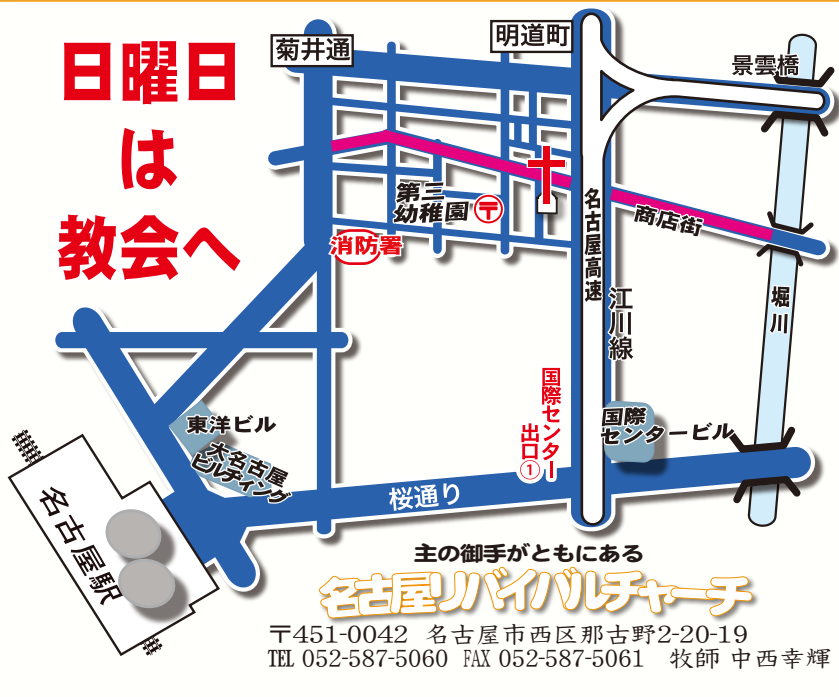 日曜日
は
教会へ
菊井通
明道町
景雲橋
第三
幼稚園
〒
消防署
名古屋高速
商店街
江川線
堀川
国際センター
出口①
国際
センタービル
東洋ビル
大名古屋
ビルディング
桜通り
名古屋駅
主の御手がともにある
名古屋リバイバルチャーチ
〒451-0042 名古屋市西区那古野2-20-19
TEL 052-587-5060 FAX 052-587-5061 牧師 中西幸輝